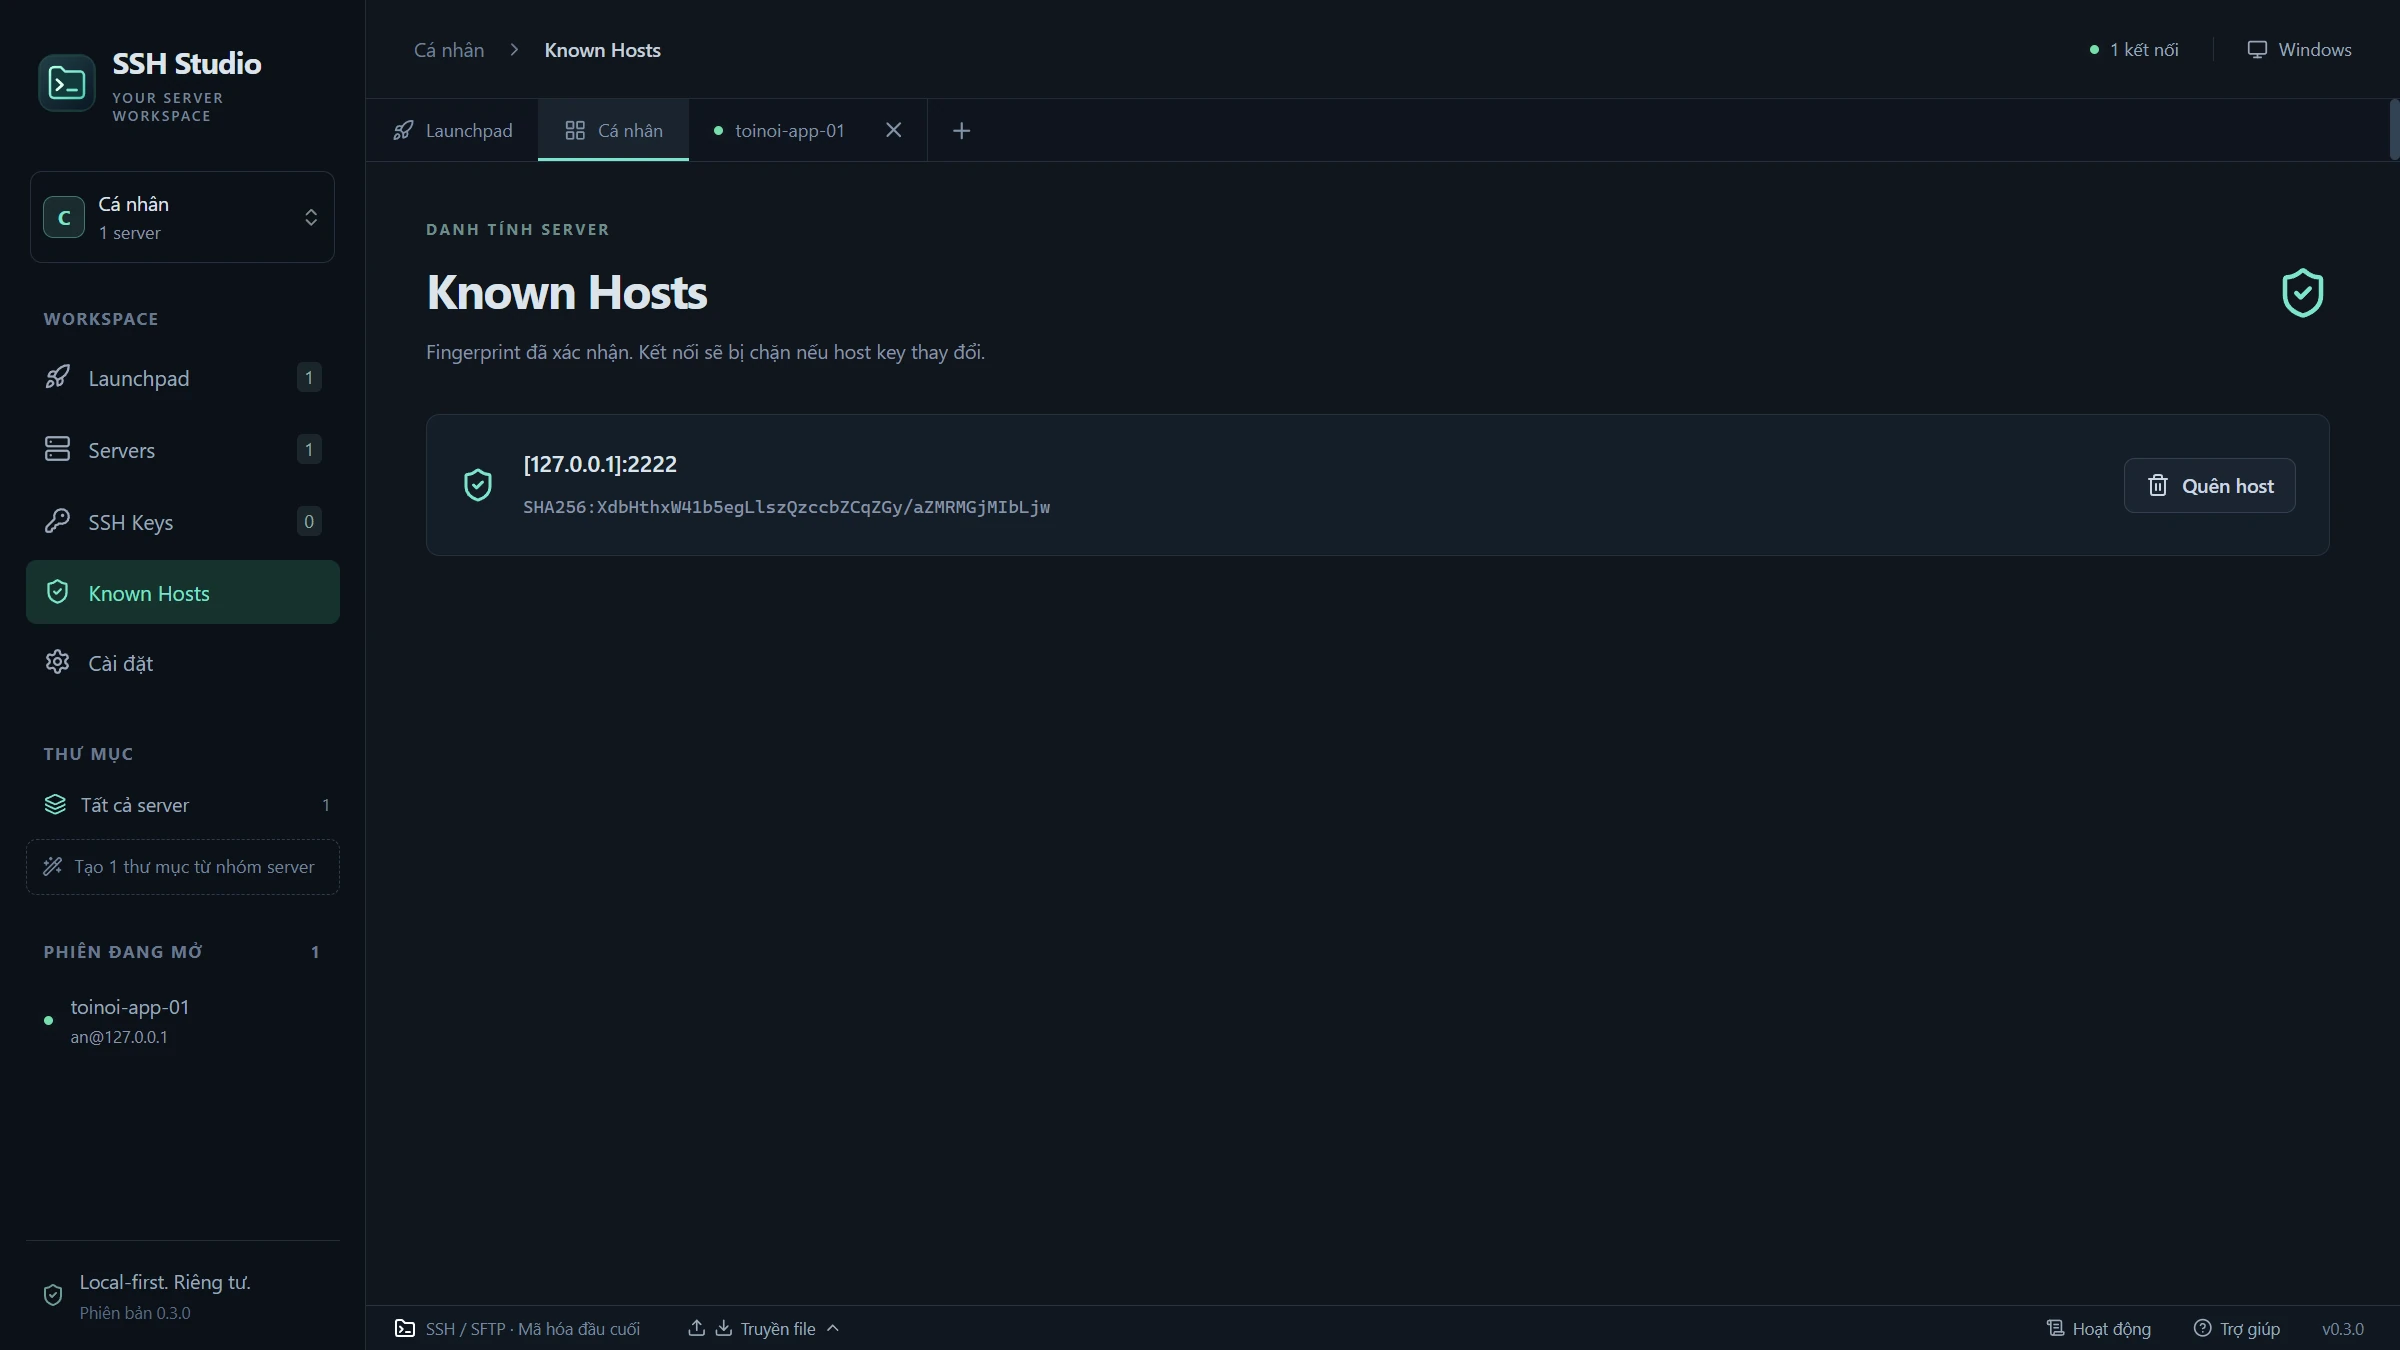 SSH Studio
YOUR SERVER
WORKSPACE
C
Cá nhân
1 server
WORKSPACE
Launchpad 1
Servers 1
SSH Keys 0
Known Hosts
Cài đặt
THƯ MỤC
Tất cả server 1
Tạo 1 thư mục từ nhóm server
PHIÊN ĐANG MỞ 1
toinoi-app-01
an@127.0.0.1
Local-first. Riêng tư.
Phiên bản 0.3.0
Cá nhân > Known Hosts
1 kết nối
Windows
Launchpad
Cá nhân
toinoi-app-01
DANH TÍNH SERVER
Known Hosts
Fingerprint đã xác nhận. Kết nối sẽ bị chặn nếu host key thay đổi.
[127.0.0.1]:2222
SHA256:XdbHthxW41b5egLlszQzccbZCqZGy/aZMRMGjMIbLjw
Quên host
SSH / SFTP · Mã hóa đầu cuối
Truyền file
Hoạt động
Trợ giúp
v0.3.0